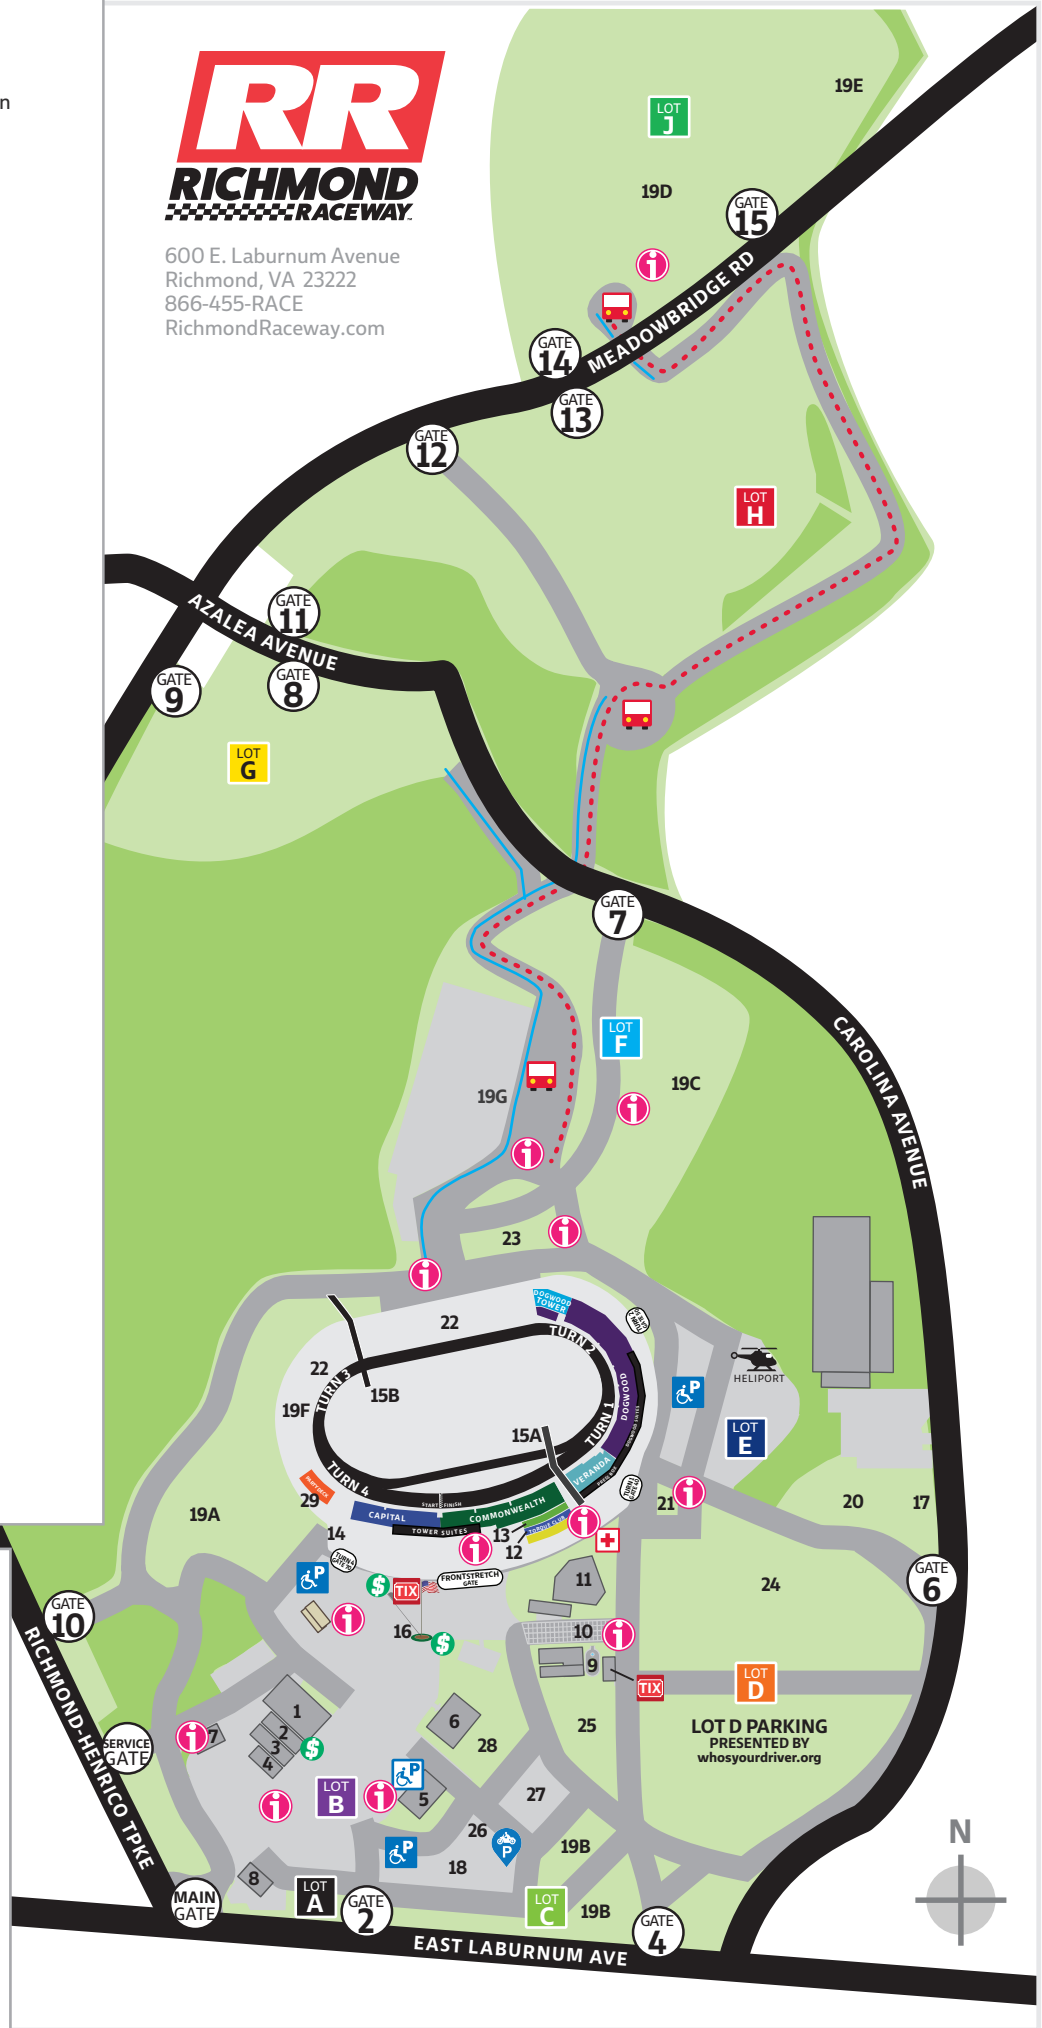 n
RR
RICHMOND
RACEWAY
600 E. Laburnum Avenue
Richmond, VA 23222
866-455-RACE
RichmondRaceway.com
19E
LOT
J
19D
GATE
15
i
MEADOWBRIDGE RD
GATE
14
GATE
13
GATE
12
LOT
H
AZALEA AVENUE
GATE
11
GATE
9
GATE
8
LOT
G
GATE
7
LOT
F
CAROLINA AVENUE
19C
19G
i
i
23
i
i
22
DOGWOOD
TOWER
TURN 2
22
TURN 3
15B
19F
DOGWOOD
HELIPORT
P
TURN 1
15A
LOT
E
VERANDA
TURN 4
29
START FINISH
CAPITAL
COMMONWEALTH
TOWER SUITES
TORQUE CLUB
13
12
i
i
21
i
20
17
19A
14
TURN 4
GATE 70
P
$
TIX
FRONTSTRETCH
GATE
11
24
GATE
6
GATE
10
i
16
$
10
i
9
TIX
LOT
D
LOT D PARKING
PRESENTED BY
whosyourdriver.org
RICHMOND-HENRICO TPKE
SERVICE
GATE
i
7
1
2
3
4
$
6
28
25
P
5
LOT
B
i
i
27
26
P
P
19B
18
8
MAIN
GATE
LOT
A
GATE
2
LOT
C
19B
GATE
4
N
EAST LABURNUM AVE